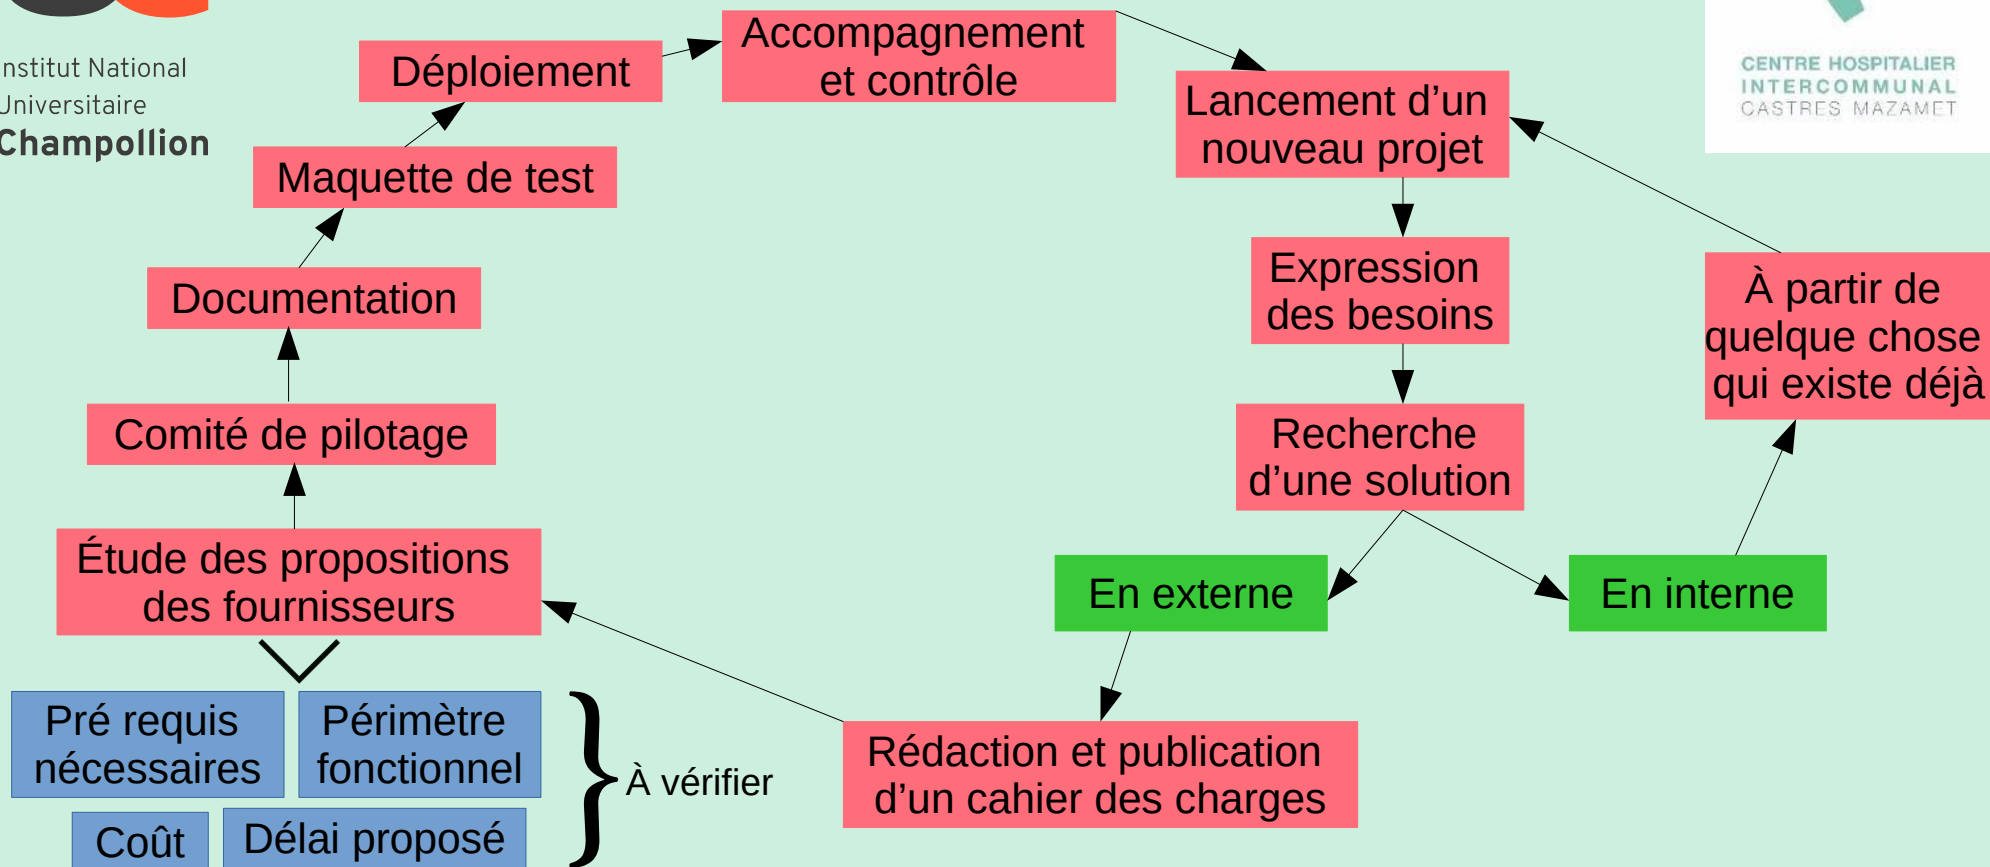 nstitut National
Universitaire
Champollion
CENTRE HOSPITALIER
INTERCOMMUNAL
CASTRES MAZAMET
Accompagnement
et contrôle
Déploiement
Lancement d’un
nouveau projet
Maquette de test
Expression
des besoins
À partir de
quelque chose
qui existe déjà
Documentation
Comité de pilotage
Recherche
d’une solution
Étude des propositions
des fournisseurs
En externe
En interne
Pré requis
nécessaires
Périmètre
fonctionnel
À vérifier
Rédaction et publication
d’un cahier des charges
Coût
Délai proposé